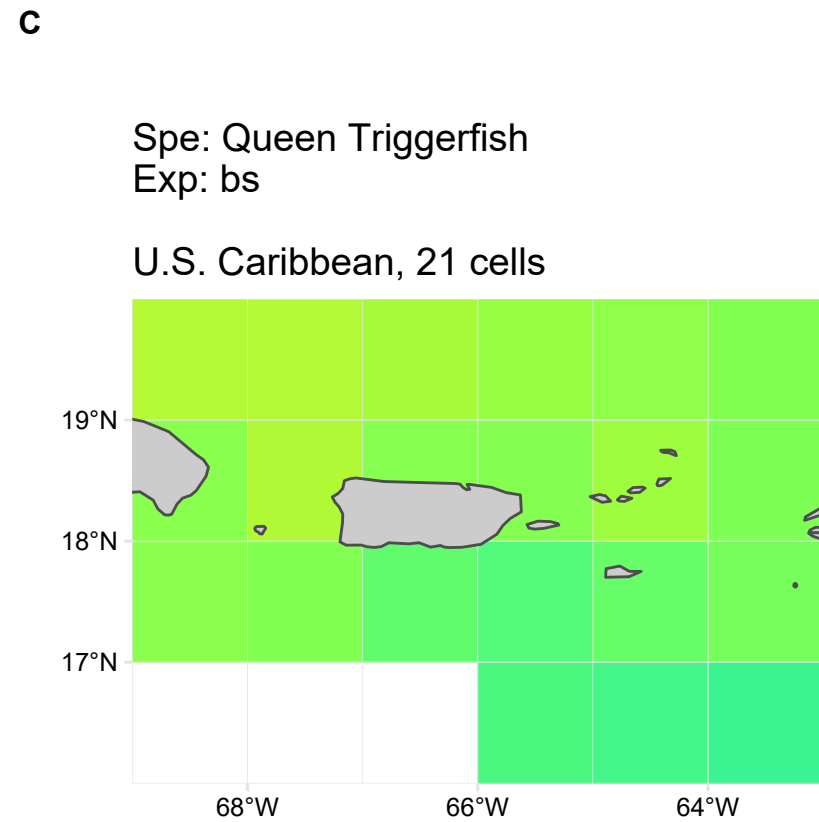 C
Spe: Queen Triggerfish
Exp: bs
U.S. Caribbean, 21 cells
19°N
18°N
17°N
68°W 66°W 64°W